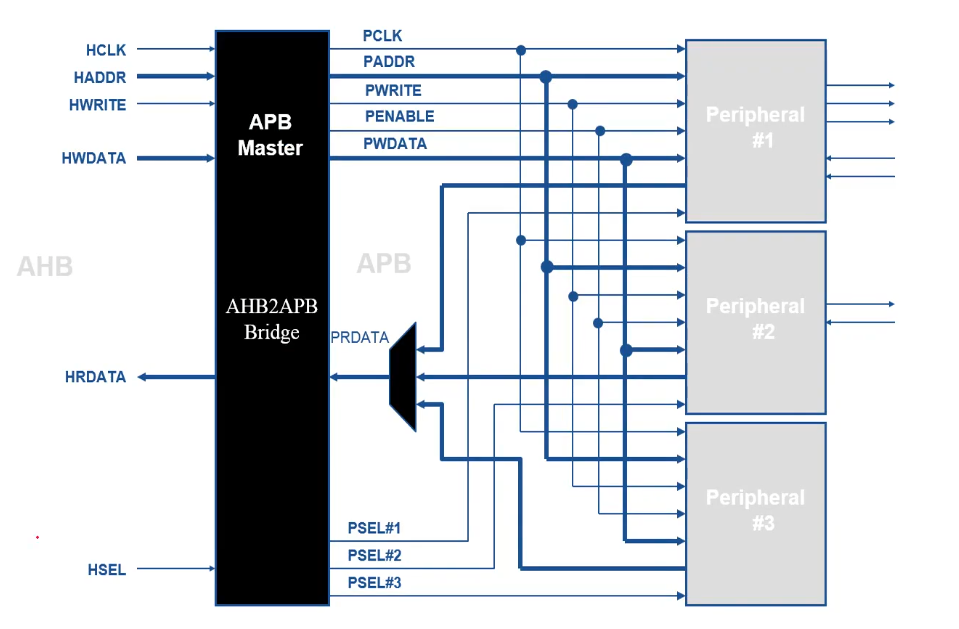 HCLK
HADDR
HWRITE
HWDATA
AHB
HRDATA
HSEL
APB
Master
AHB2APB
Bridge
PCLK
PADDR
PWRITE
PENABLE
PWDATA
APB
PRDATA
PSEL#1
PSEL#2
PSEL#3
Peripheral
#1
Peripheral
#2
Peripheral
#3